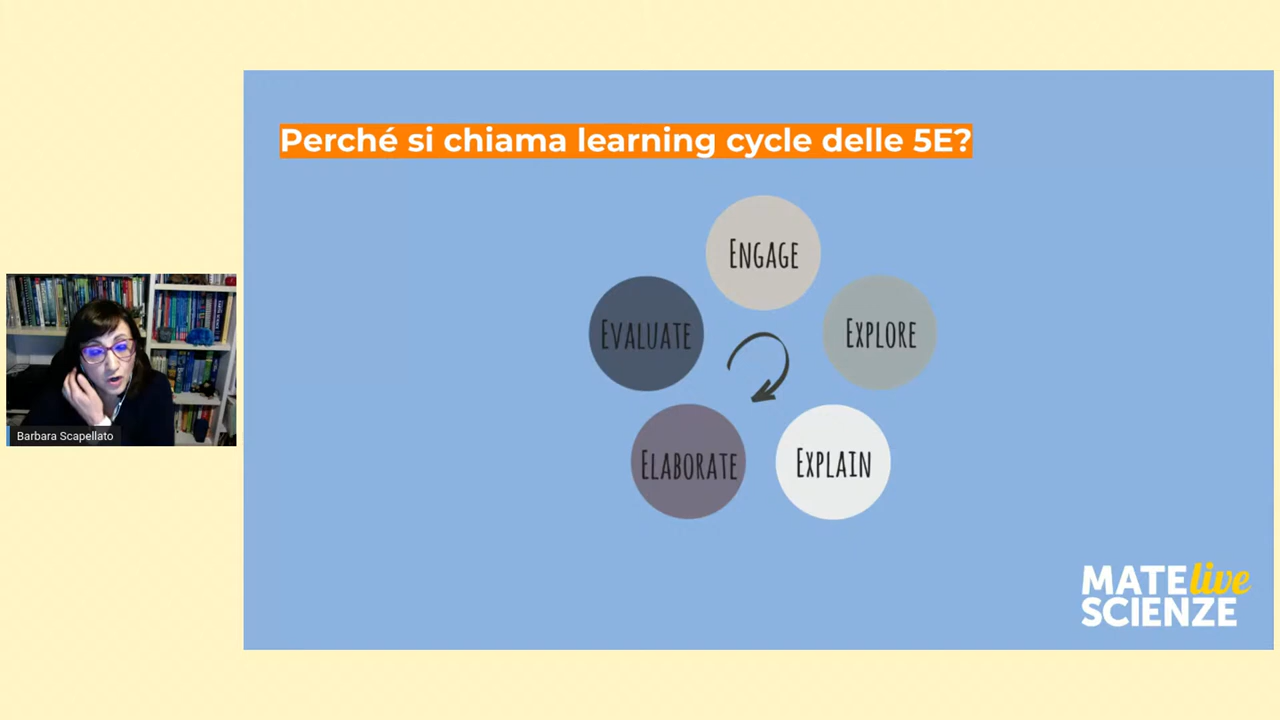 Perché si chiama learning cycle delle 5E?
ENGAGE
EVALUATE
EXPLORE
ELABORATE
EXPLAIN
Barbara Scapellato
MATE live
SCIENZE